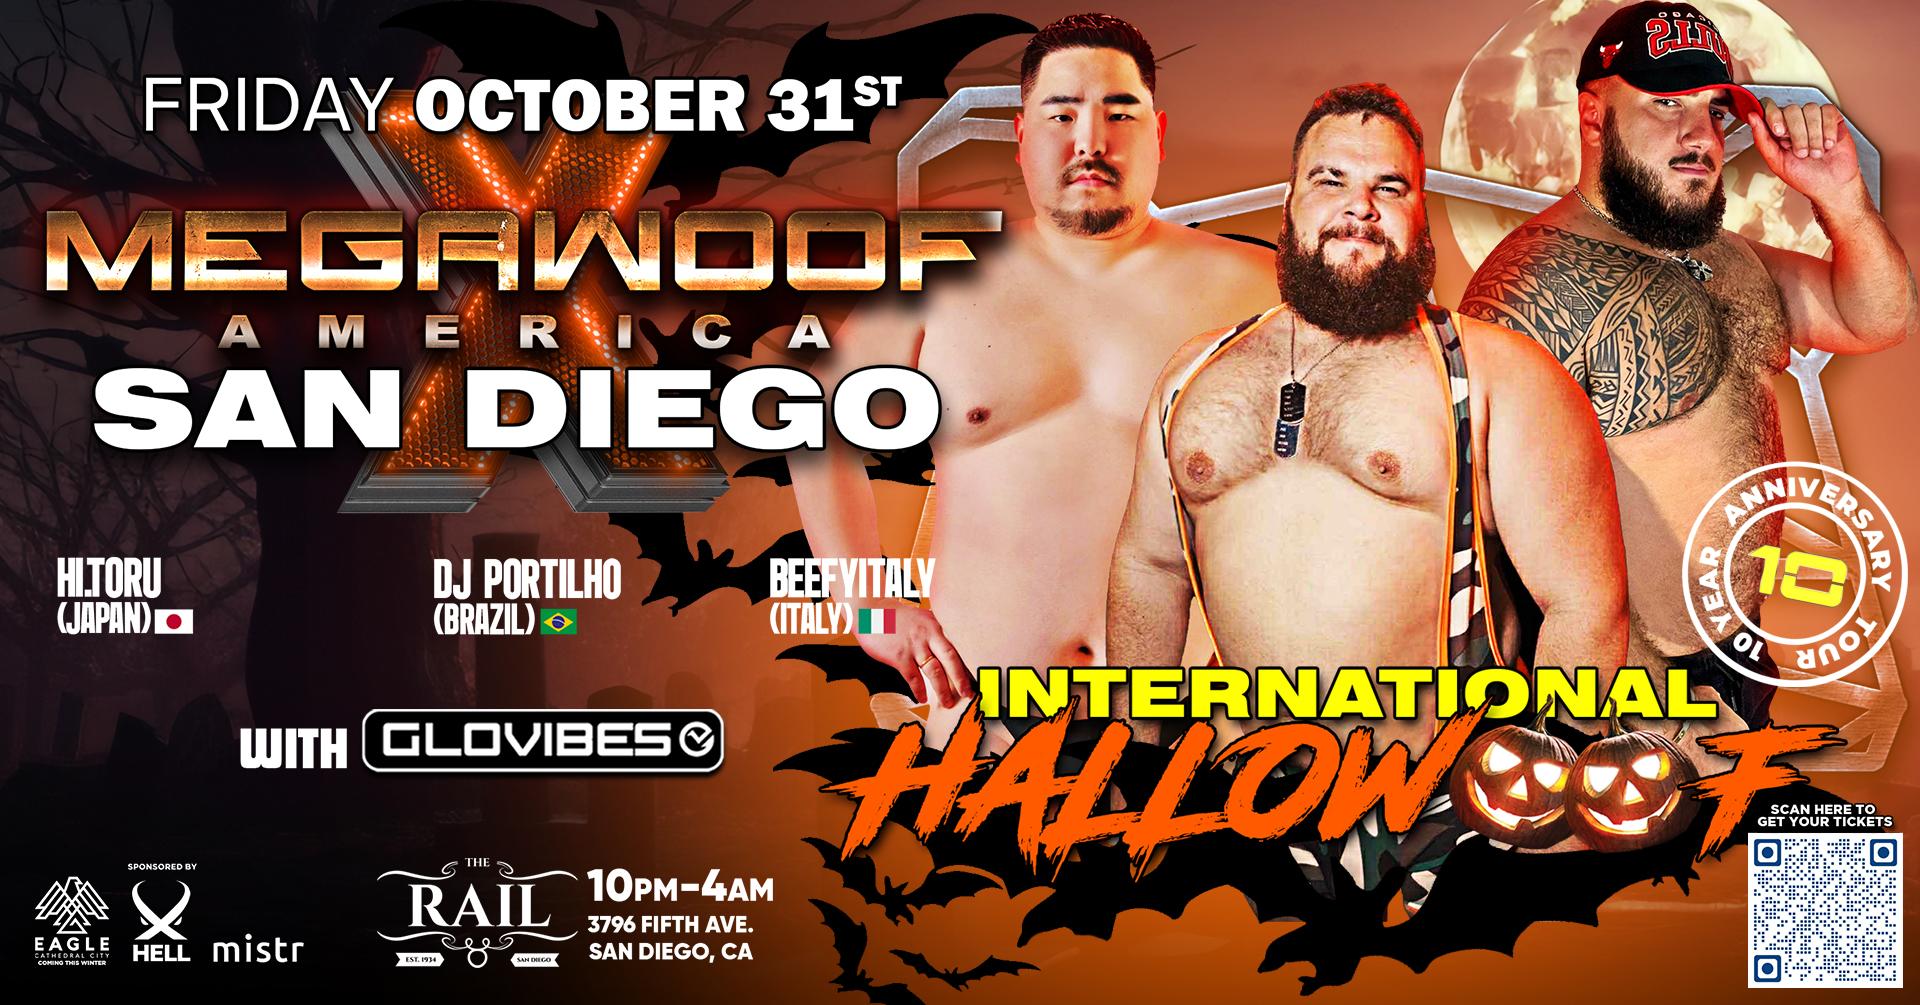 FRIDAY OCTOBER 31ST
X
MEGAWOOF
AMERICA
SAN DIEGO
HI.TORU
(JAPAN)
DJ PORTILHO
(BRAZIL)
BEEFYITALY
(ITALY)
WITH GLOVIBES
CHICAGO
BULLS
10 YEAR ANNIVERSARY TOUR
10
INTERNATIONAL
HALLOWOOF
SCAN HERE TO
GET YOUR TICKETS
SPONSORED BY
EAGLE
CATHEDRAL CITY
COMING THIS WINTER
HELL
mistr
THE
RAIL
EST. 1934
SAN DIEGO
10PM-4AM
3796 FIFTH AVE.
SAN DIEGO, CA